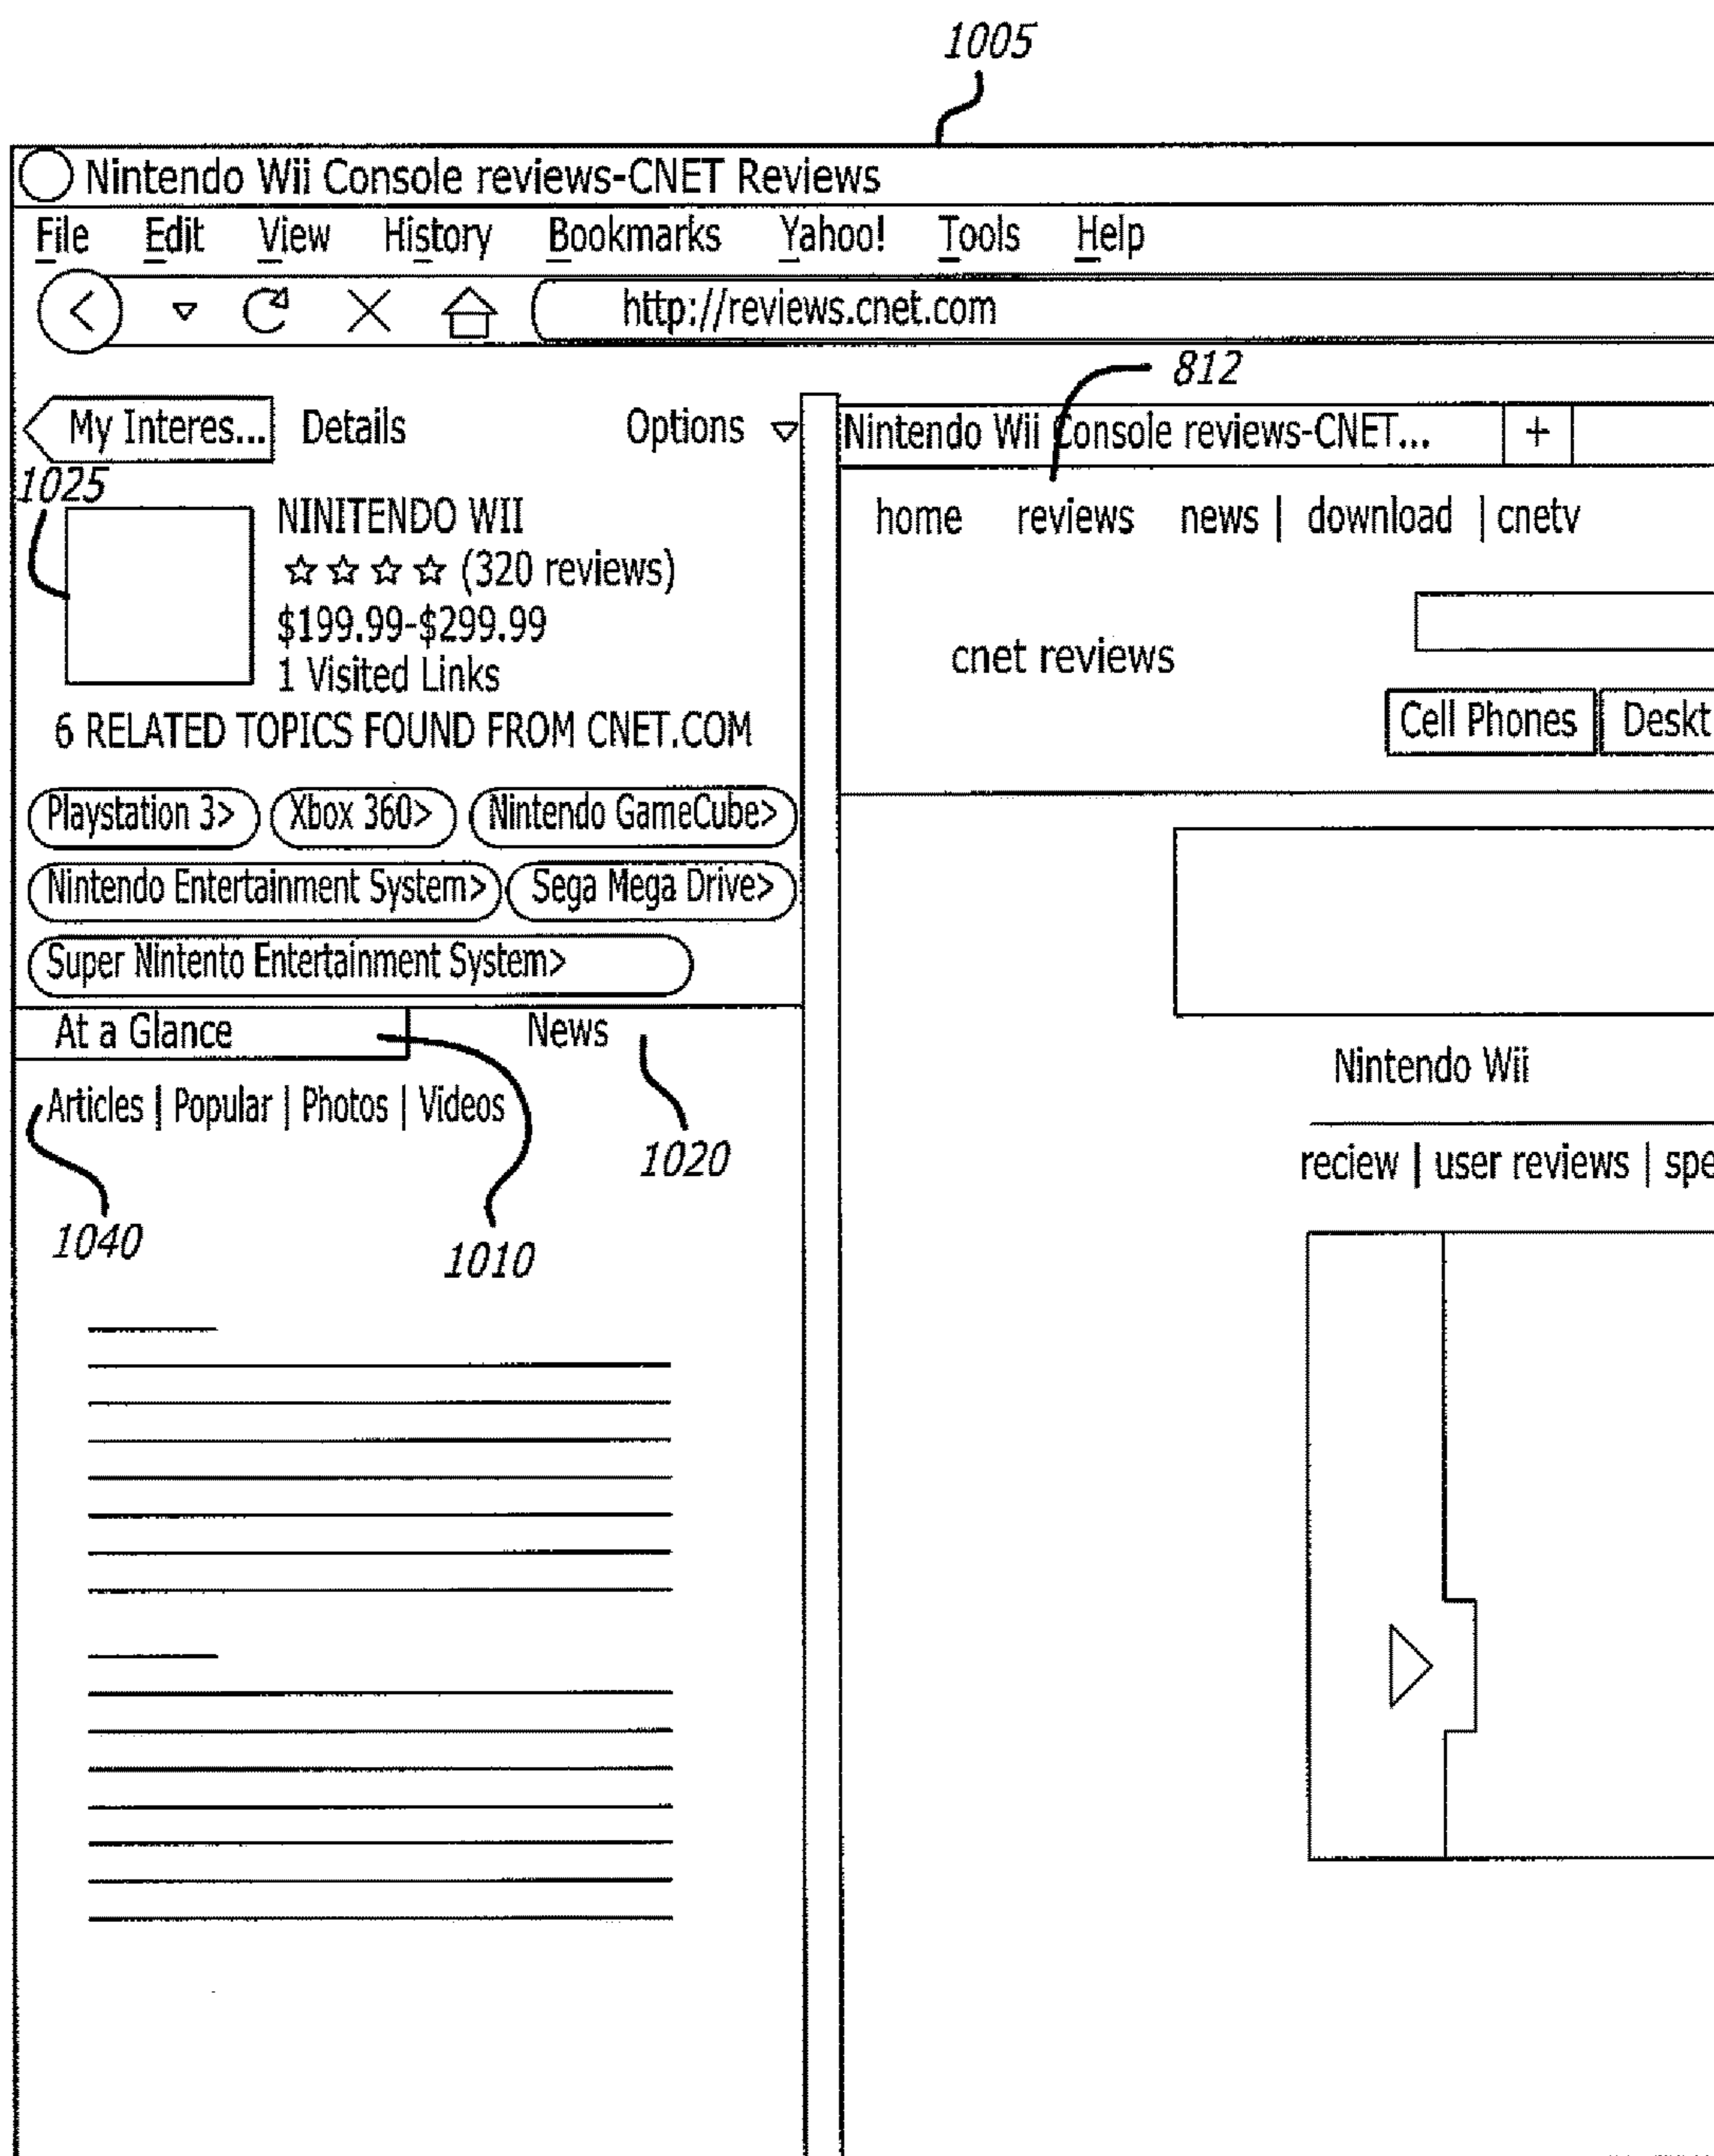 1005
Nintendo Wii Console reviews-CNET Reviews
File Edit View History Bookmarks Yahoo! Tools Help
http://reviews.cnet.com
812
My Interes... Details Options
Nintendo Wii Console reviews-CNET... +
1025
NINITENDO WII
(320 reviews)
$199.99-$299.99
1 Visited Links
6 RELATED TOPICS FOUND FROM CNET.COM
Playstation 3> Xbox 360> Nintendo GameCube>
Nintendo Entertainment System> Sega Mega Drive>
Super Nintento Entertainment System>
At a Glance News
Articles | Popular | Photos | Videos
1020
1040
1010
home reviews news | download | cnetv
cnet reviews
Cell Phones Deskt
Nintendo Wii
reciew | user reviews | spe